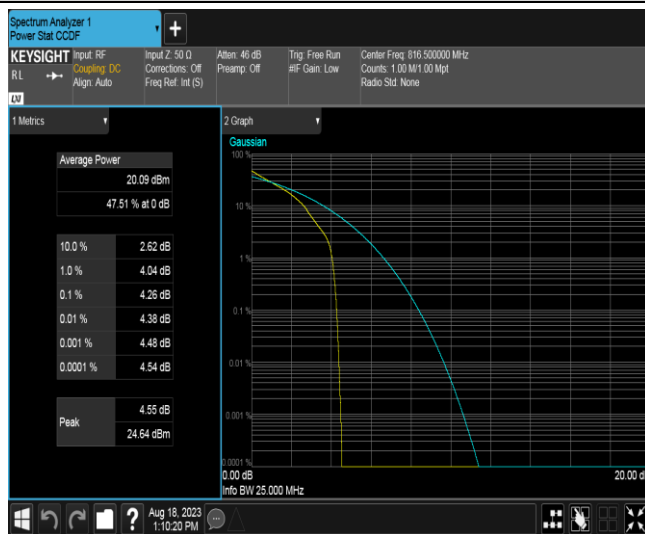 Spectrum Analyzer 1
Power Stat CCDF
+
KEYSIGHT Input: RF Input Z: 50 Ω Atten: 46 dB Trig: Free Run Center Freq: 816.500000 MHz
RL Coupling: DC Corrections: Off Preamp: Off #IF Gain: Low Counts: 1.00 M/1.00 Mpt
Align: Auto Freq Ref: Int (S) Radio Std: None
LXI
1 Metrics
Average Power
20.09 dBm
47.51 % at 0 dB
10.0 % 2.62 dB
1.0 % 4.04 dB
0.1 % 4.26 dB
0.01 % 4.38 dB
0.001 % 4.48 dB
0.0001 % 4.54 dB
Peak 4.55 dB
24.64 dBm
2 Graph
Gaussian
100 %
10 %
1 %
0.1 %
0.01 %
0.001 %
0.0001 %
0.00 dB 20.00 d
Info BW 25.000 MHz
? Aug 18, 2023
1:10:20 PM